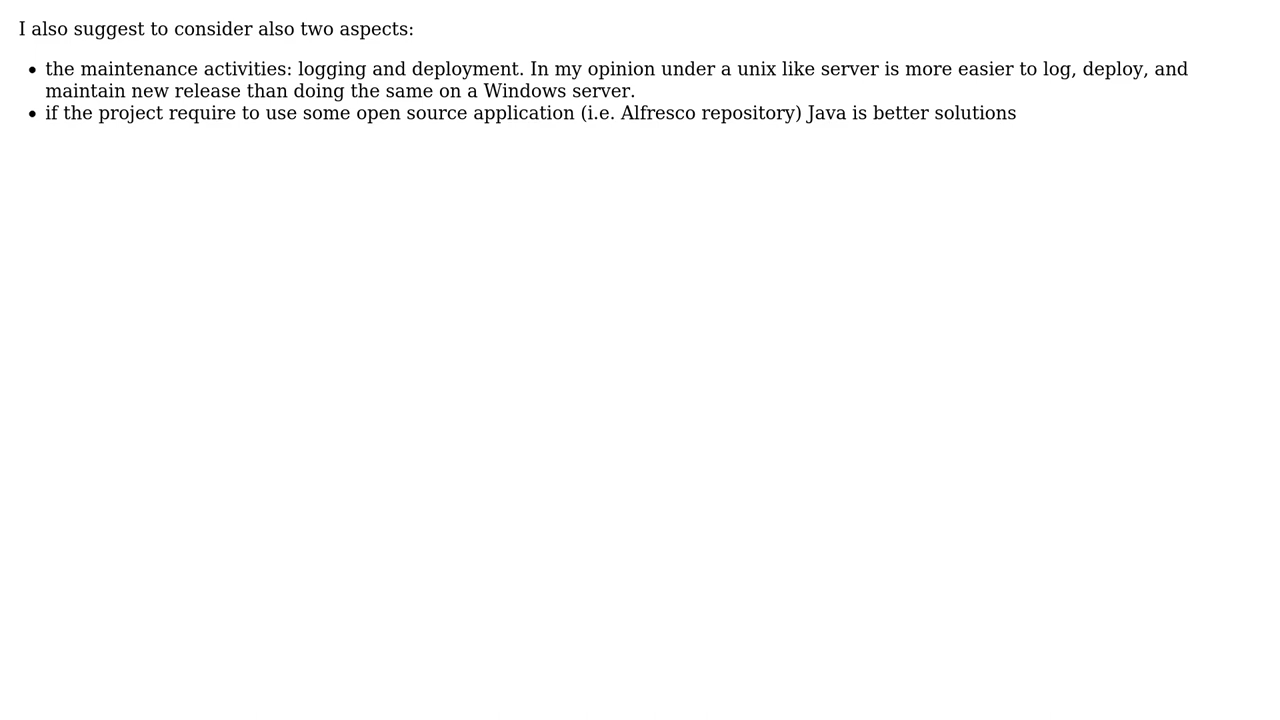 I also suggest to consider also two aspects:
• the maintenance activities: logging and deployment. In my opinion under a unix like server is more easier to log, deploy, and
maintain new release than doing the same on a Windows server.
• if the project require to use some open source application (i.e. Alfresco repository) Java is better solutions